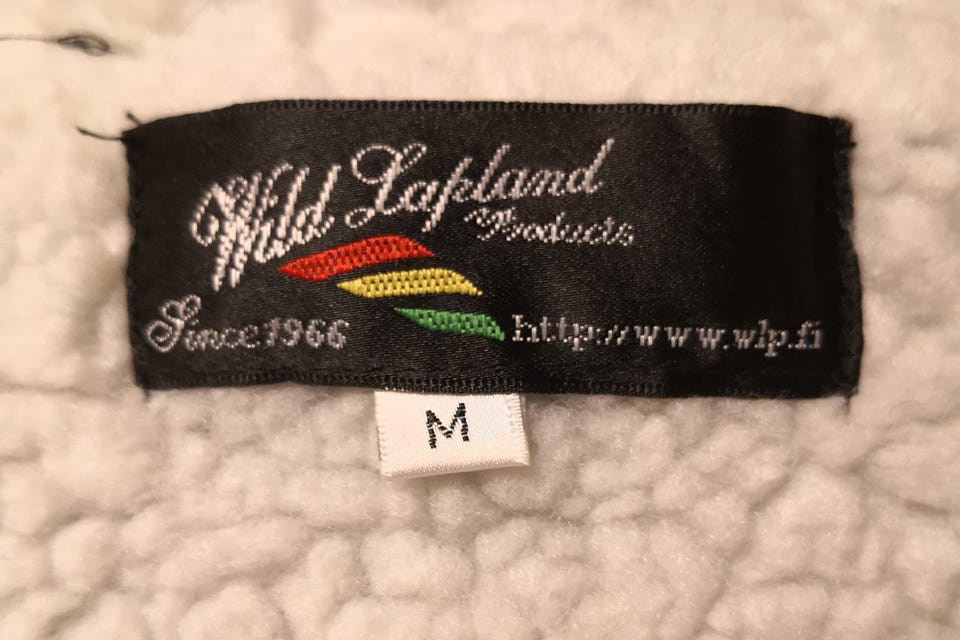 Wild Lapland
Products
Since 1966
http://www.wlp.fi
M